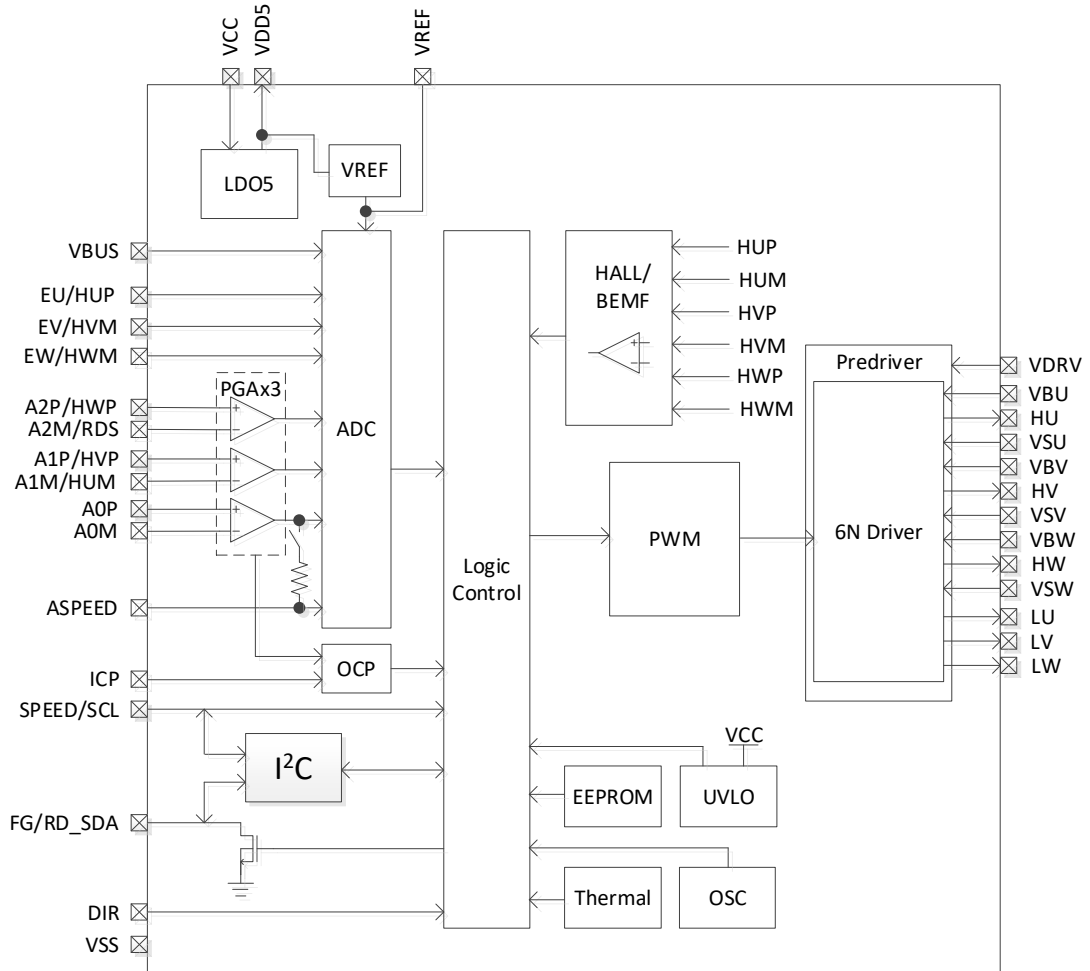 VCC
VDD5
VREF
LDO5
VREF
VBUS
EU/HUP
EV/HVM
EW/HWM
PGAx3
A2P/HWP
A2M/RDS
A1P/HVP
A1M/HUM
A0P
A0M
ASPEED
ICP
SPEED/SCL
FG/RD_SDA
DIR
VSS
ADC
OCP
I²C
Logic
Control
HALL/
BEMF
+
−
HUP
HUM
HVP
HVM
HWP
HWM
PWM
Predriver
6N Driver
VCC
EEPROM
UVLO
Thermal
OSC
VDRV
VBU
HU
VSU
VBV
HV
VSV
VBW
HW
VSW
LU
LV
LW